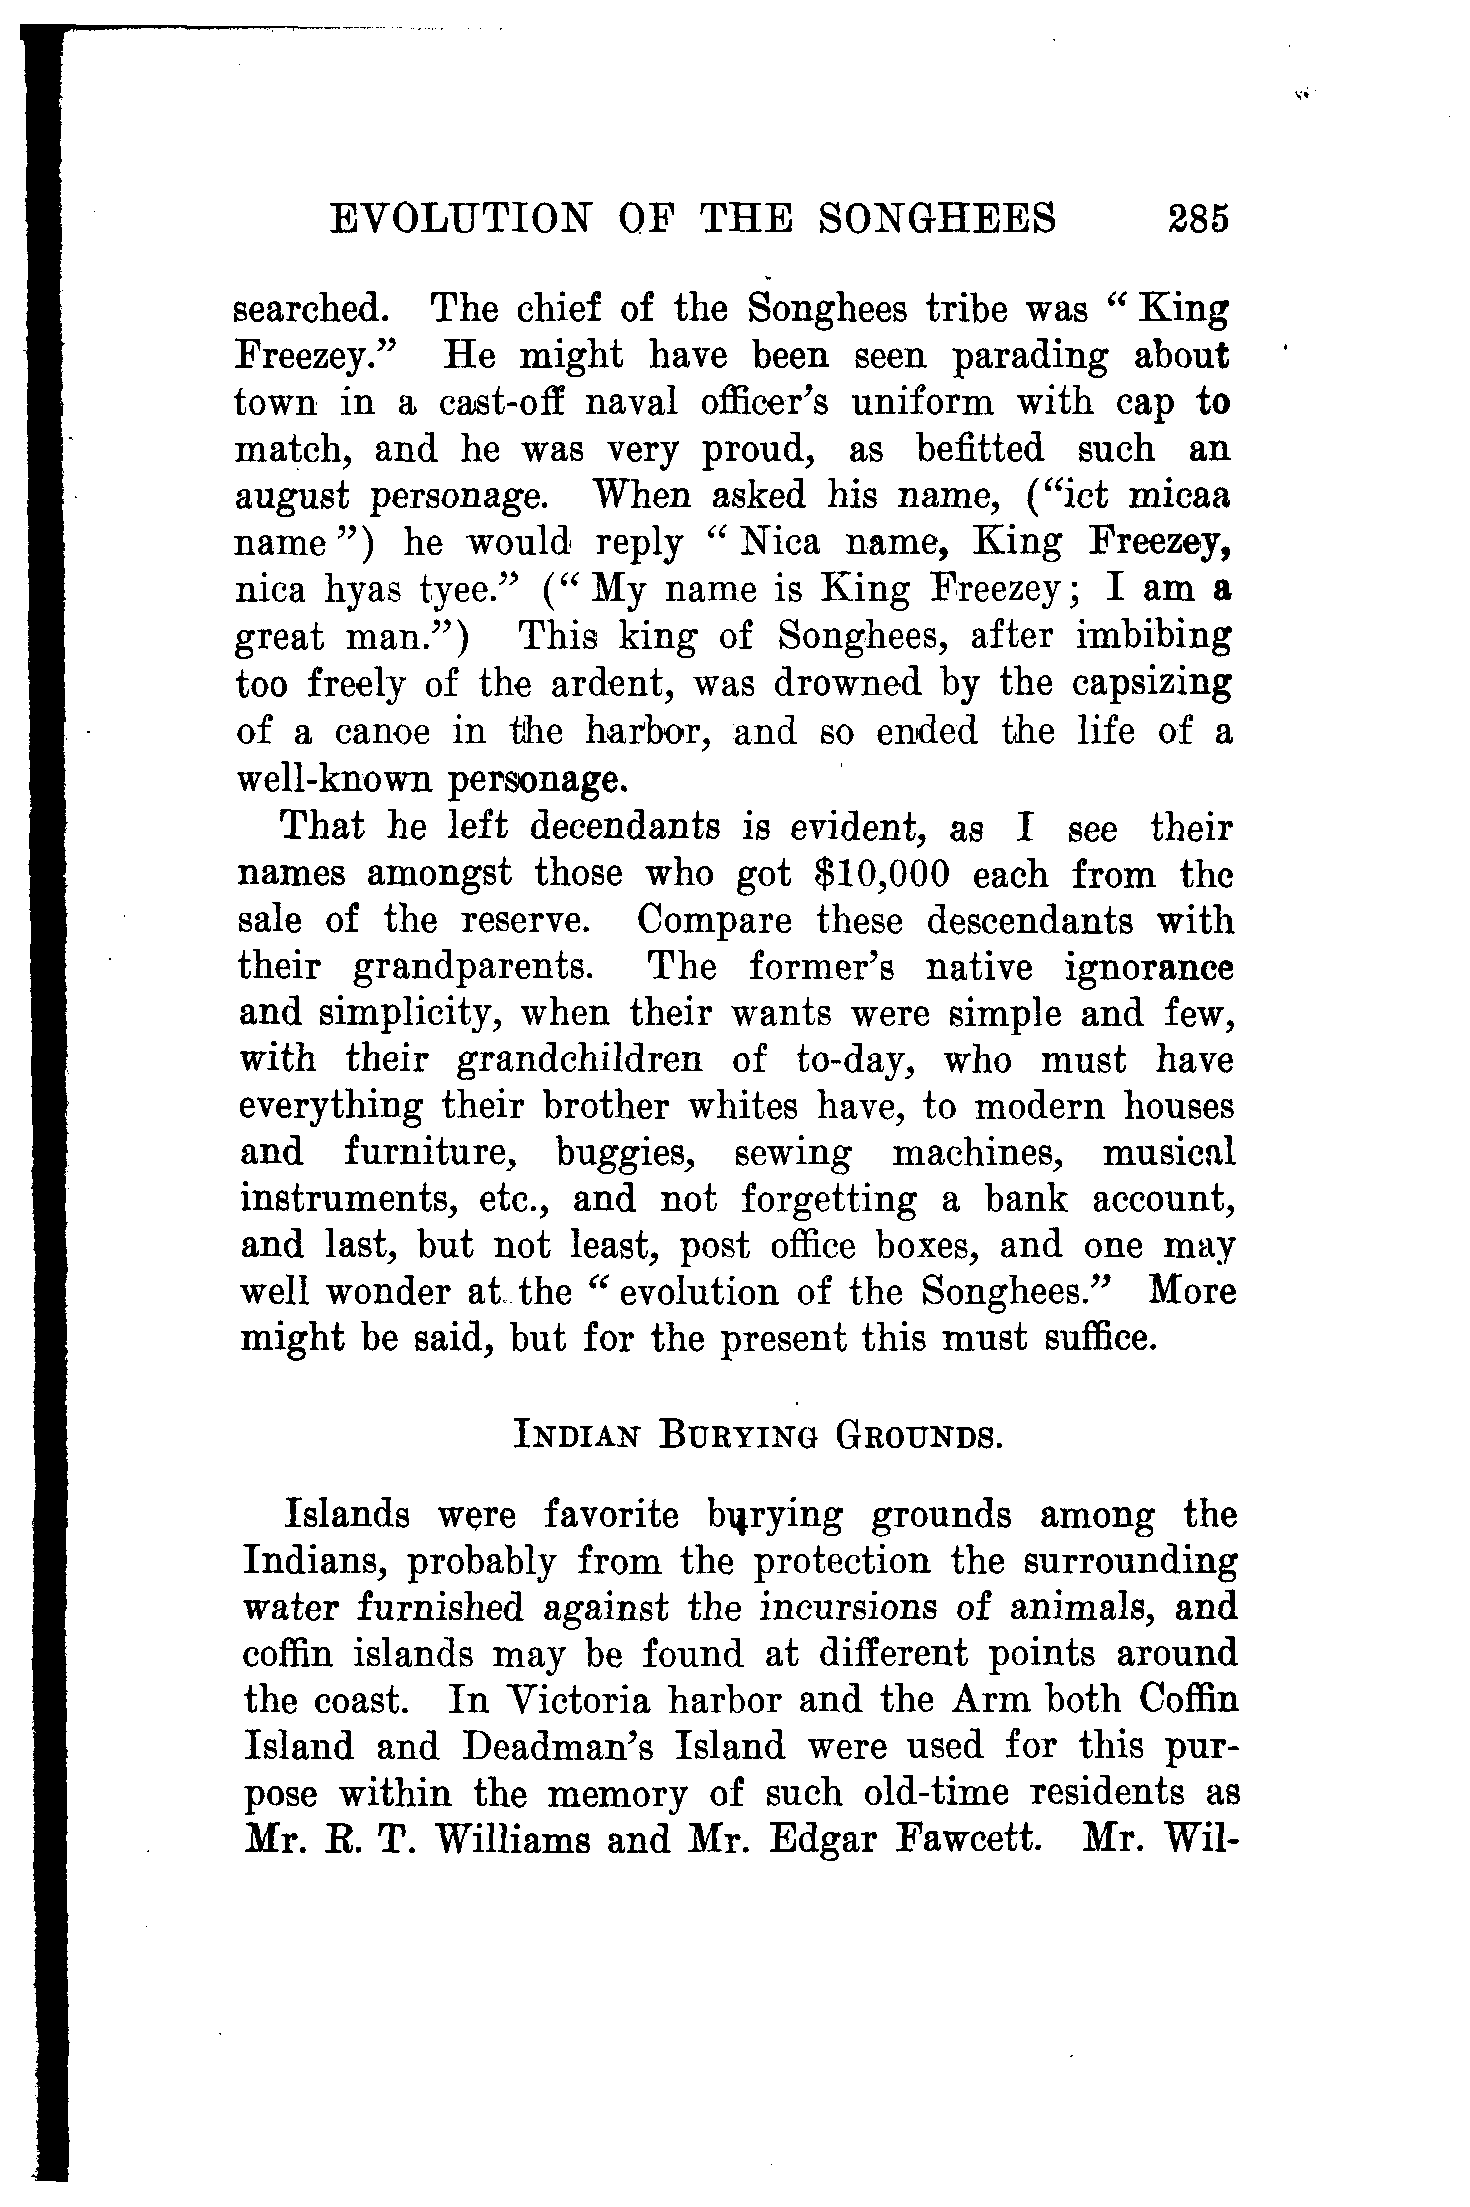 EVOLUTION OF THE SONGHEES 285
searched. The chief of the Songhees tribe was “ King
Freezey.” He might have been seen parading about
town in a cast-off naval officer’s uniform with cap to
match, and he was very proud, as befitted such an
august personage. When asked his name, (“ict micaa
name ”) he would reply “ Nica name, King Freezey,
nica hyas tyee.” (“ My name is King Freezey; I am a
great man.”) This king of Songhees, after imbibing
too freely of the ardent, was drowned by the capsizing
of a canoe in the harbor, and so ended the life of a
well-known personage.
That he left decendants is evident, as I see their
names amongst those who got $10,000 each from the
sale of the reserve. Compare these descendants with
their grandparents. The former’s native ignorance
and simplicity, when their wants were simple and few,
with their grandchildren of to-day, who must have
everything their brother whites have, to modern houses
and furniture, buggies, sewing machines, musical
instruments, etc., and not forgetting a bank account,
and last, but not least, post office boxes, and one may
well wonder at the “ evolution of the Songhees.” More
might be said, but for the present this must suffice.
INDIAN BURYING GROUNDS.
Islands were favorite burying grounds among the
Indians, probably from the protection the surrounding
water furnished against the incursions of animals, and
coffin islands may be found at different points around
the coast. In Victoria harbor and the Arm both Coffin
Island and Deadman’s Island were used for this pur-
pose within the memory of such old-time residents as
Mr. R. T. Williams and Mr. Edgar Fawcett. Mr. Wil-